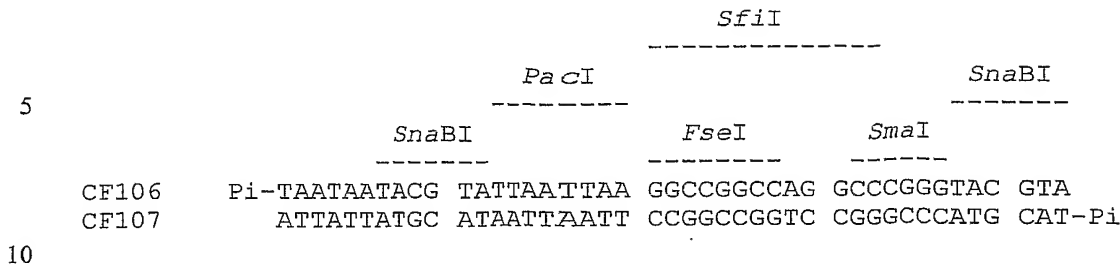 SfiI
--------------
PacI SnaBI
5 -------- -------
SnaBI FseI SmaI
------- -------- ------
CF106 Pi-TAATAATACG TATTAATTAA GGCCGGCCAG GCCCGGGTAC GTA
CF107 ATTATTATGC ATAATTAATT CCGGCCGGTC CGGGCCCATG CAT-Pi
10